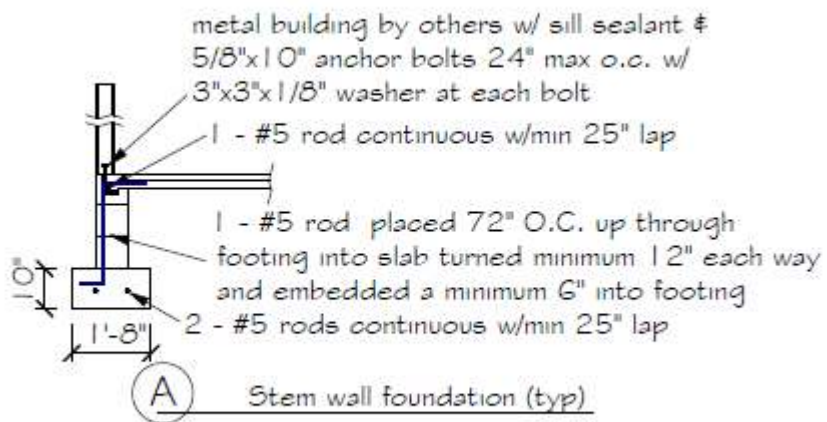 metal building by others w/ sill sealant &
5/8"x10" anchor bolts 24" max o.c. w/
3"x3"x1/8" washer at each bolt
1 - #5 rod continuous w/min 25" lap
1 - #5 rod placed 72" O.C. up through
footing into slab turned minimum 12" each way
and embedded a minimum 6" into footing
2 - #5 rods continuous w/min 25" lap
10"
1'-8"
A Stem wall foundation (typ)